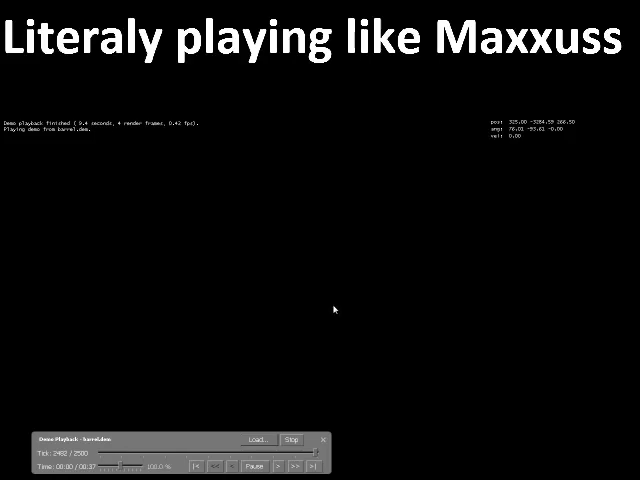 Literaly playing like Maxxuss
Demo playback finished ( 9.4 seconds, 4 render frames, 0.42 fps).
Playing demo from barrel.dem.
pos: 325.00 -3284.59 266.50
ang: 76.01 -93.61 -0.00
vel: 0.00
Demo Playback - barrel.dem Load... Stop X
Tick: 2492 / 2500
Time: 00:00 / 00:37 100.0 % |< << < Pause > >> >|